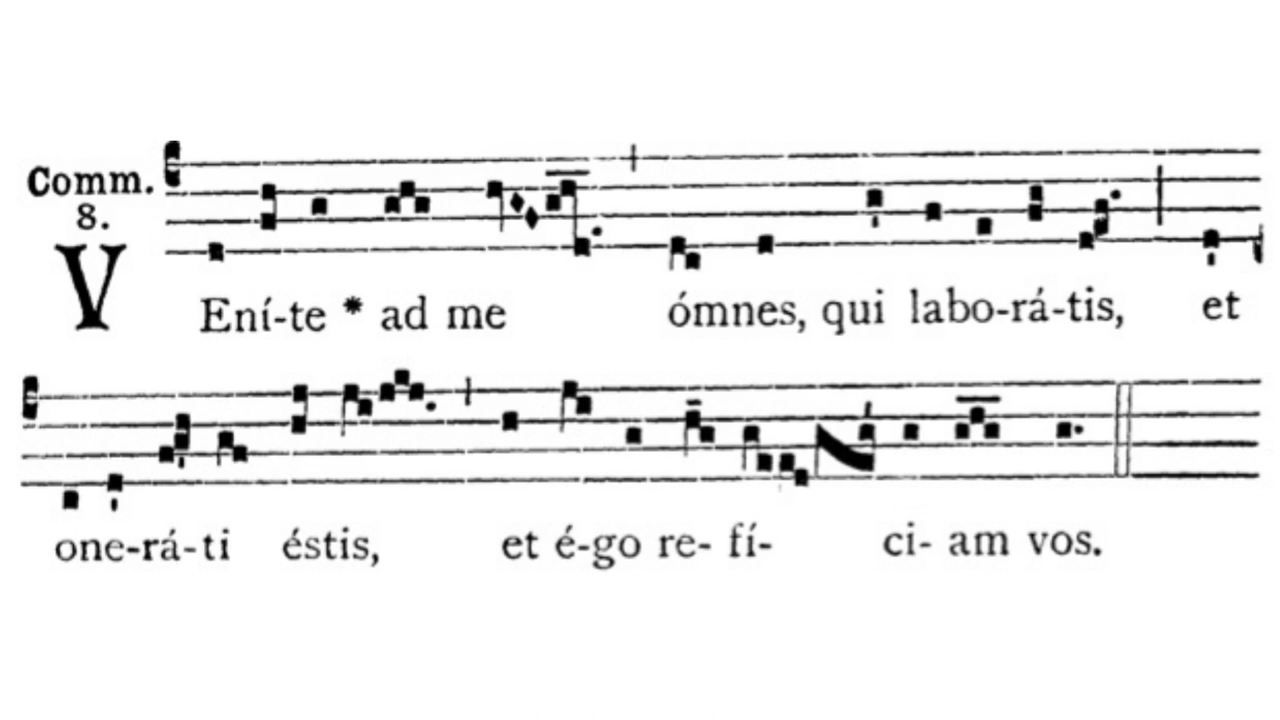 Comm.
8.
VEní-te * ad me ómnes, qui labo-rá-tis, et
one-rá-ti éstis, et é-go re- fí- ci- am vos.